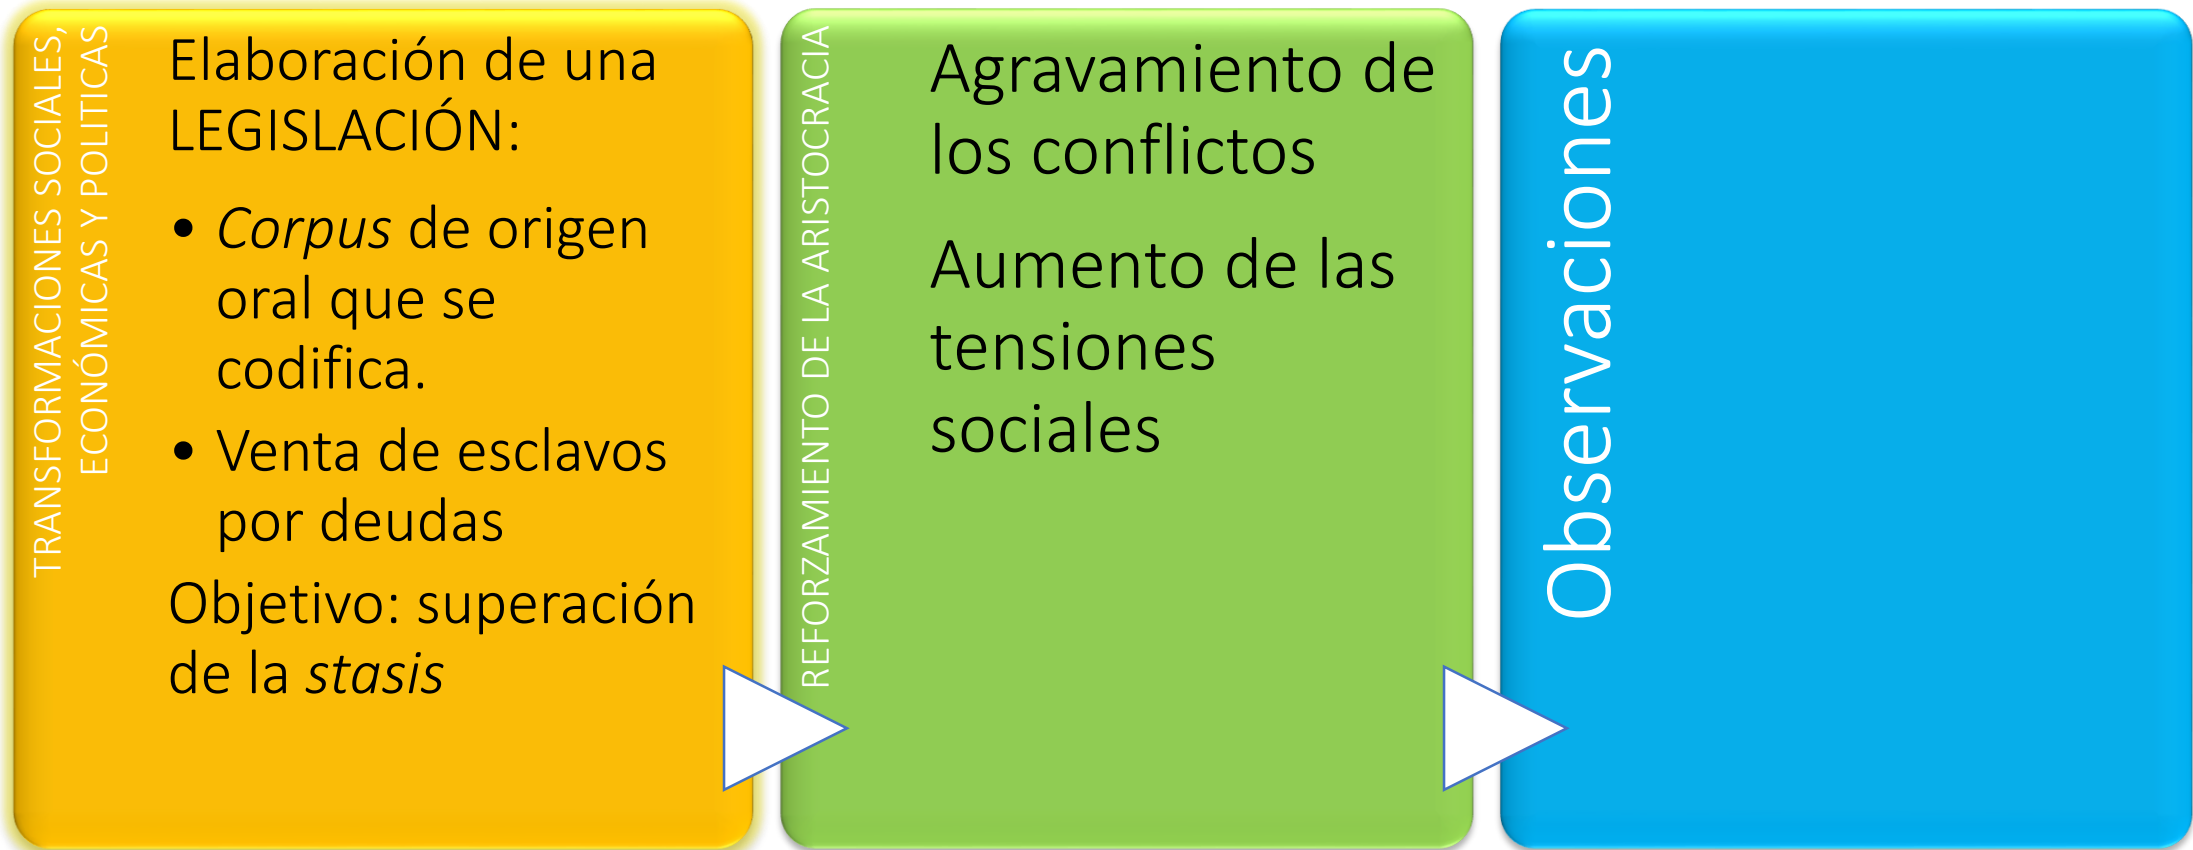 TRANSFORMACIONES SOCIALES,
ECONÓMICAS Y POLITICAS
Elaboración de una
LEGISLACIÓN:
• Corpus de origen
oral que se
codifica.
• Venta de esclavos
por deudas
Objetivo: superación
de la stasis
REFORZAMIENTO DE LA ARISTOCRACIA
Agravamiento de
los conflictos
Aumento de las
tensiones
sociales
Observaciones